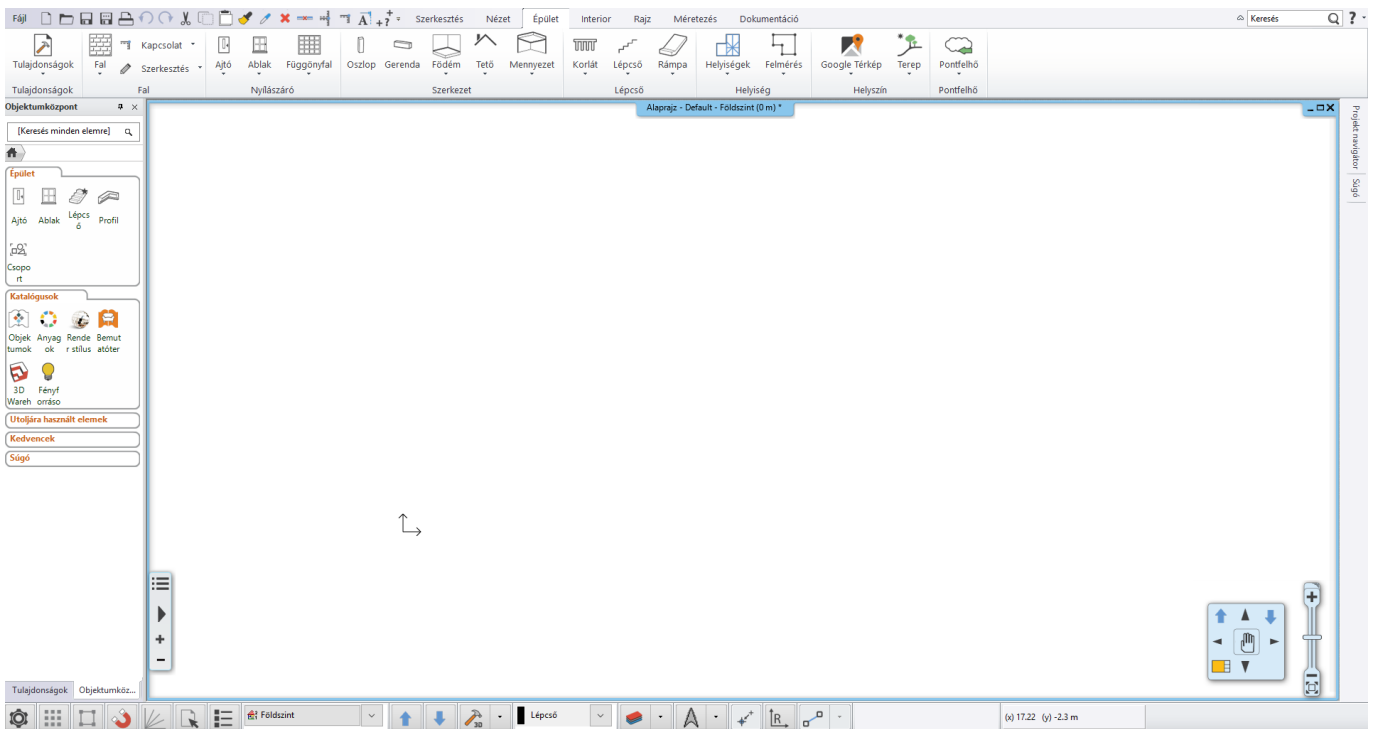 Fájl Szerkesztés Nézet Épület Interior Rajz Méretezés Dokumentáció Keresés ?
Tulajdonságok Fal Kapcsolat Szerkesztés Ajtó Ablak Függönyfal Oszlop Gerenda Födém Tető Mennyezet Korlát Lépcső Rámpa Helyiségek Felmérés Google Térkép Terep Pontfelhő
Tulajdonságok Fal Nyílászáró Szerkezet Lépcső Helyiség Helyszín Pontfelhő
Objektumközpont
Alaprajz - Default - Földszint (0 m) *
[Keresés minden elemre]
Projekt navigátor
Súgó
Épület
Ajtó Ablak Lépcs
ő Profil
Csopo
rt
Katalógusok
Objek
tumok Anyag
ok Rende
r stílus Bemut
atóter
3D
Wareh Fényf
orráso
Utoljára használt elemek
Kedvencek
Súgó
Tulajdonságok Objektumköz...
Földszint 3D Lépcső A R (x) 17.22 (y) -2.3 m